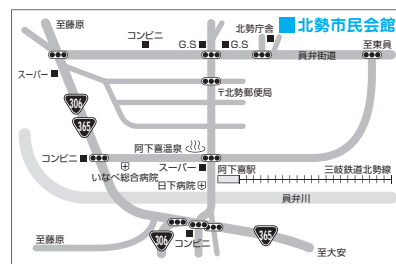 北勢市民会館
至藤原
コンビニ
G.S
G.S
北勢庁舎
至東員
員弁街道
スーパー
〒北勢郵便局
306
365
阿下喜温泉
コンビニ
いなべ総合病院
スーパー
日下病院
阿下喜駅
三岐鉄道北勢線
員弁川
至藤原
306
コンビニ
365
至大安